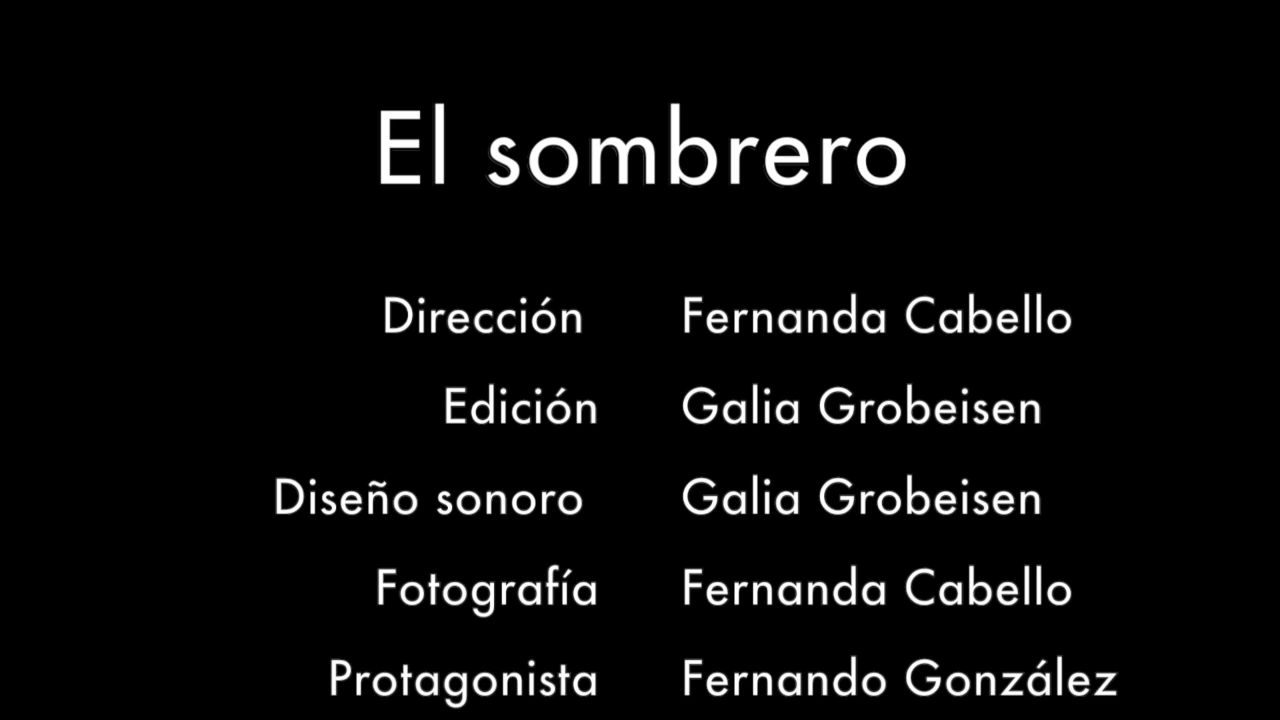 El sombrero
Dirección Fernanda Cabello
Edición Galia Grobeisen
Diseño sonoro Galia Grobeisen
Fotografía Fernanda Cabello
Protagonista Fernando González